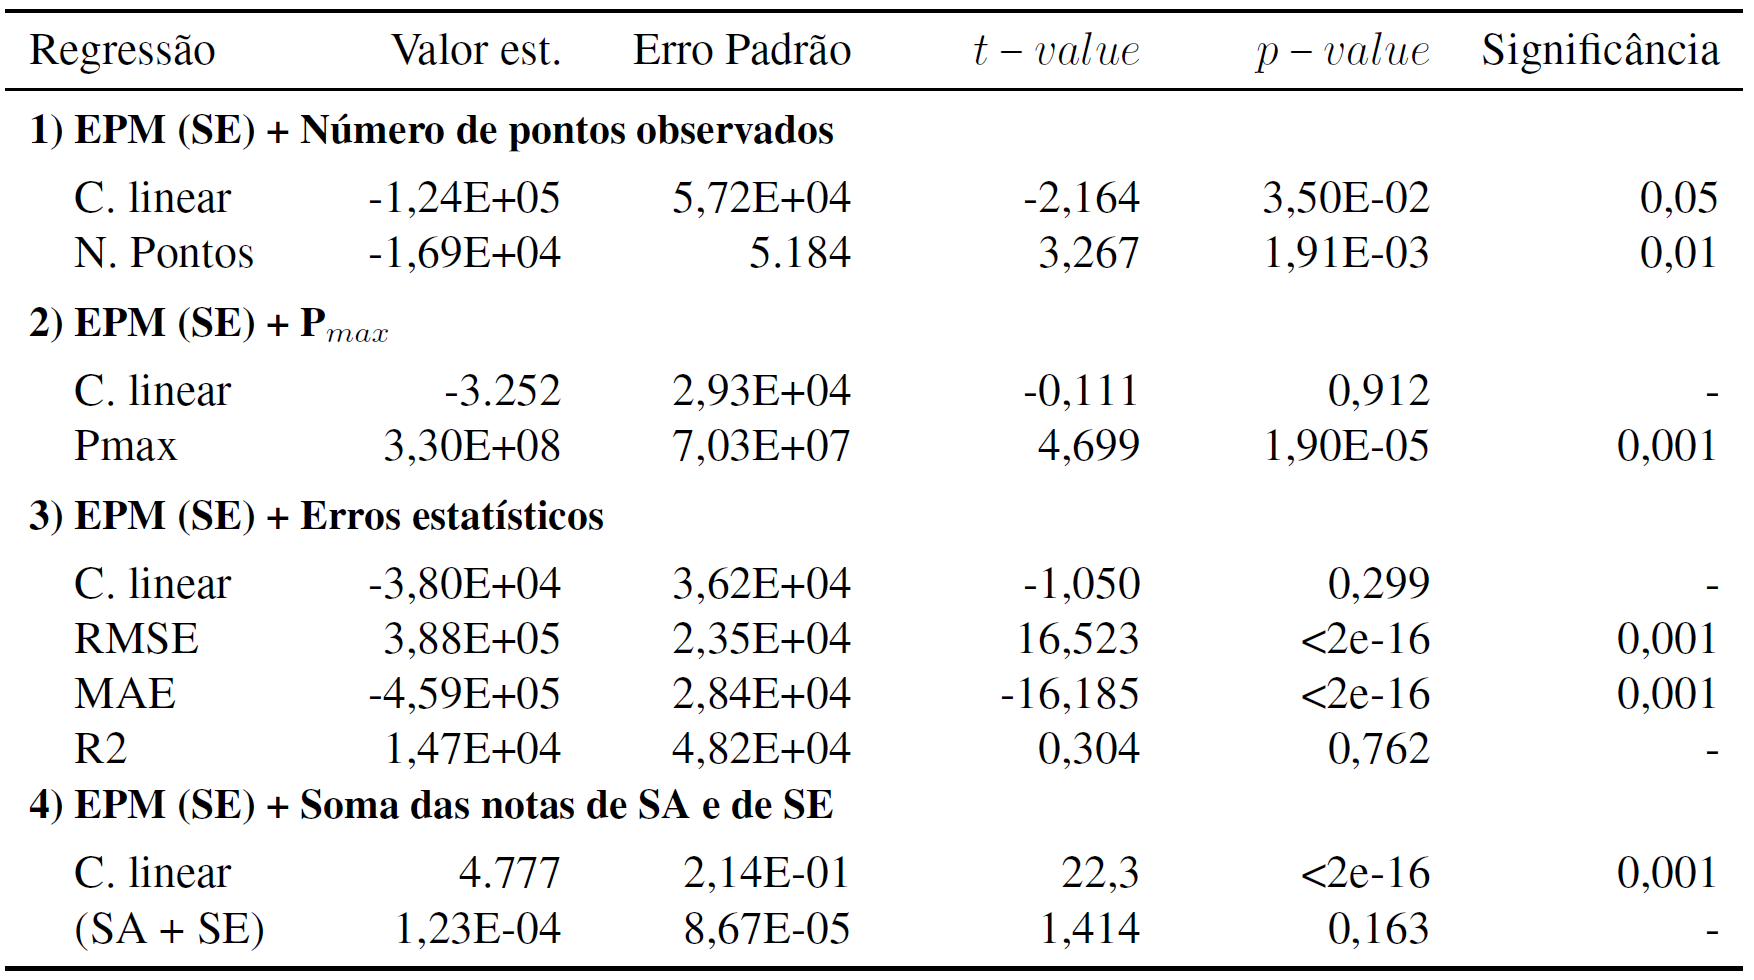 Regressão Valor est. Erro Padrão t − value p − value Significância
1) EPM (SE) + Número de pontos observados
C. linear -1,24E+05 5,72E+04 -2,164 3,50E-02 0,05
N. Pontos -1,69E+04 5.184 3,267 1,91E-03 0,01
2) EPM (SE) + Pmax
C. linear -3.252 2,93E+04 -0,111 0,912 -
Pmax 3,30E+08 7,03E+07 4,699 1,90E-05 0,001
3) EPM (SE) + Erros estatísticos
C. linear -3,80E+04 3,62E+04 -1,050 0,299 -
RMSE 3,88E+05 2,35E+04 16,523 <2e-16 0,001
MAE -4,59E+05 2,84E+04 -16,185 <2e-16 0,001
R2 1,47E+04 4,82E+04 0,304 0,762 -
4) EPM (SE) + Soma das notas de SA e de SE
C. linear 4.777 2,14E-01 22,3 <2e-16 0,001
(SA + SE) 1,23E-04 8,67E-05 1,414 0,163 -